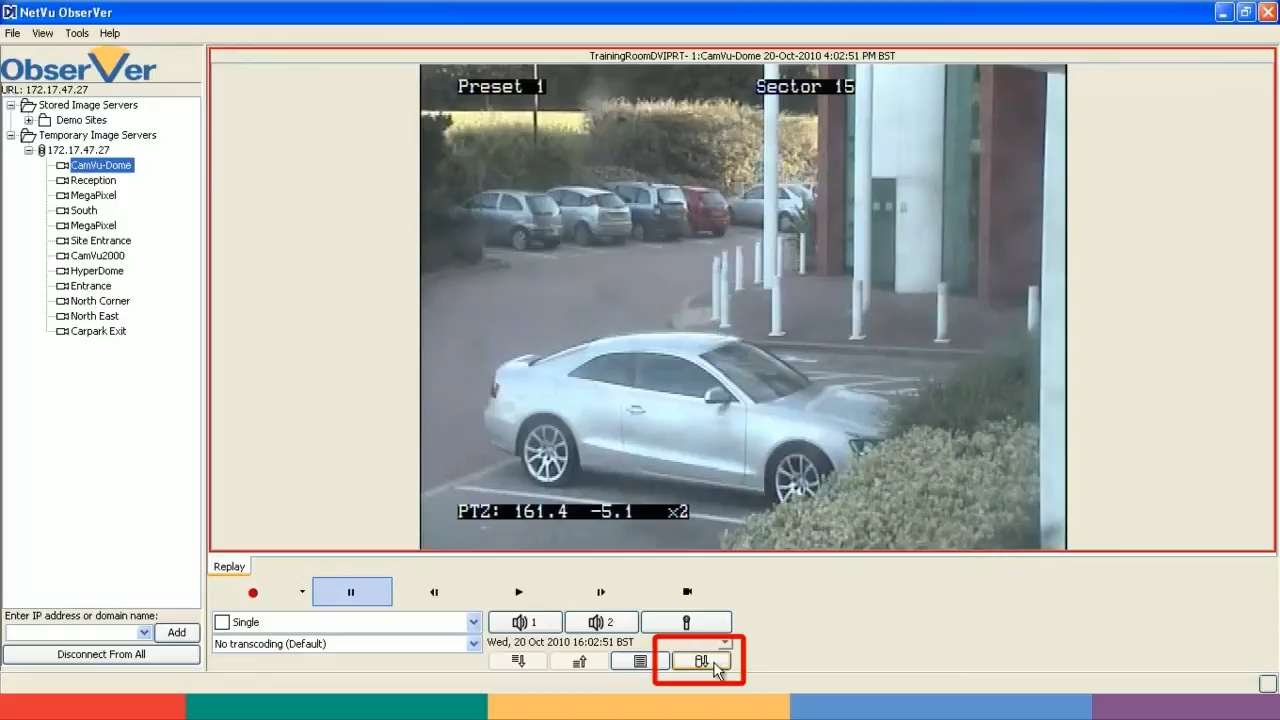 NetVu ObserVer
File View Tools Help
ObserVer
URL: 172.17.47.27
Stored Image Servers
Demo Sites
Temporary Image Servers
172.17.47.27
CamVu-Dome
Reception
MegaPixel
South
MegaPixel
Site Entrance
CamVu2000
HyperDome
Entrance
North Corner
North East
Carpark Exit
Enter IP address or domain name:
Add
Disconnect From All
TrainingRoomDVIPRT- 1:CamVu-Dome 20-Oct-2010 4:02:51 PM BST
Preset 1 Sector 15
PTZ: 161.4 -5.1 x2
Replay
Single
1 2
No transcoding (Default)
Wed, 20 Oct 2010 16:02:51 BST